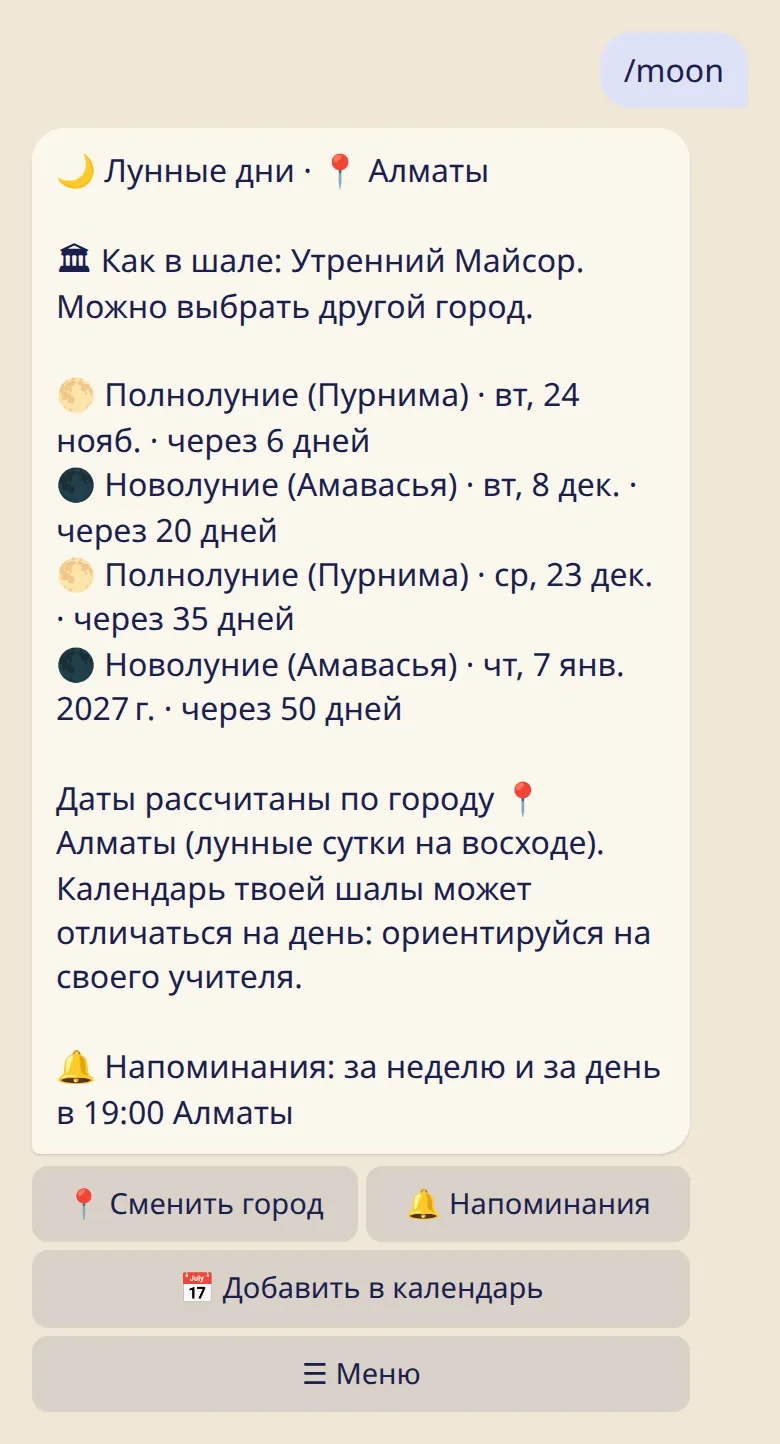 /moon
🌙 Лунные дни · 📍 Алматы
🏛 Как в шале: Утренний Майсор.
Можно выбрать другой город.
🌕 Полнолуние (Пурнима) · вт, 24
нояб. · через 6 дней
🌑 Новолуние (Амавасья) · вт, 8 дек. ·
через 20 дней
🌕 Полнолуние (Пурнима) · ср, 23 дек.
· через 35 дней
🌑 Новолуние (Амавасья) · чт, 7 янв.
2027 г. · через 50 дней
Даты рассчитаны по городу 📍
Алматы (лунные сутки на восходе).
Календарь твоей шалы может
отличаться на день: ориентируйся на
своего учителя.
🔔 Напоминания: за неделю и за день
в 19:00 Алматы
📍 Сменить город
🔔 Напоминания
📅 Добавить в календарь
☰ Меню